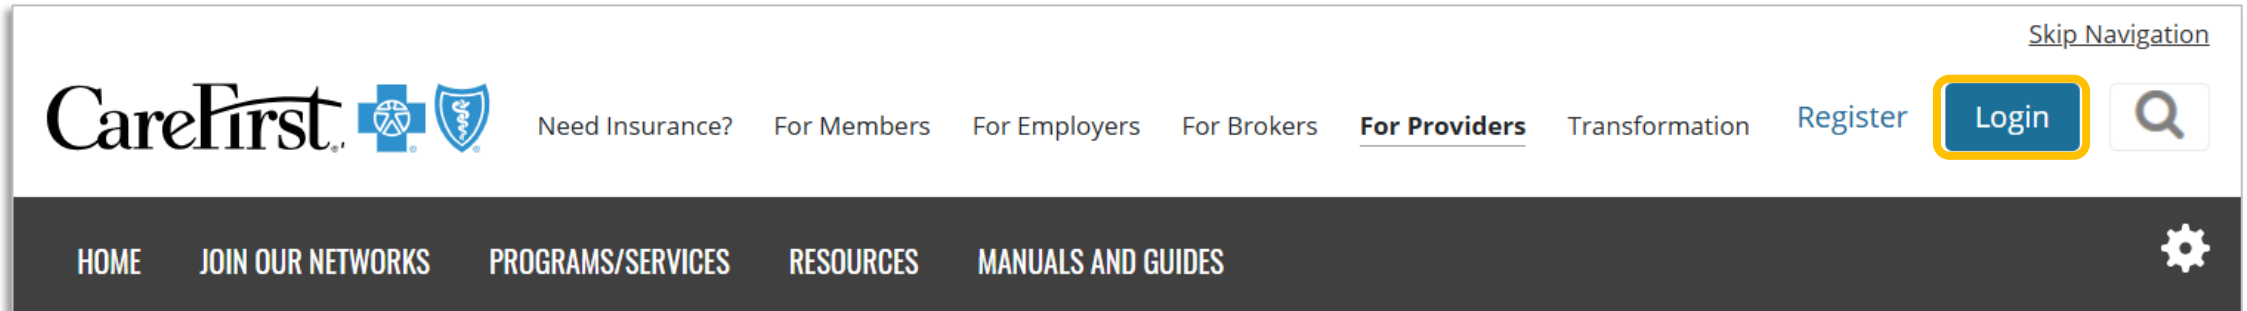 Skip Navigation
CareFirst
Need Insurance? For Members For Employers For Brokers For Providers Transformation Register Login
HOME JOIN OUR NETWORKS PROGRAMS/SERVICES RESOURCES MANUALS AND GUIDES